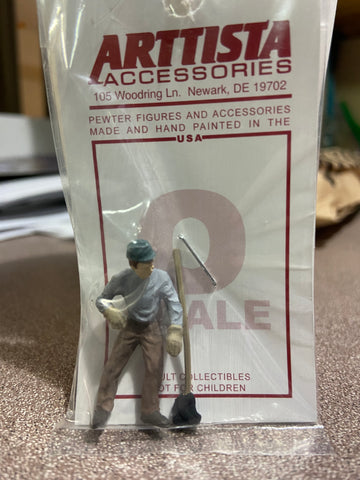 ARTTISTA
ACCESSORIES
105 Woodring Ln. Newark, DE 19702
PEWTER FIGURES AND ACCESSORIES
MADE AND HAND PAINTED IN THE
USA
O
ALE
ULT COLLECTIBLES
OT FOR CHILDREN